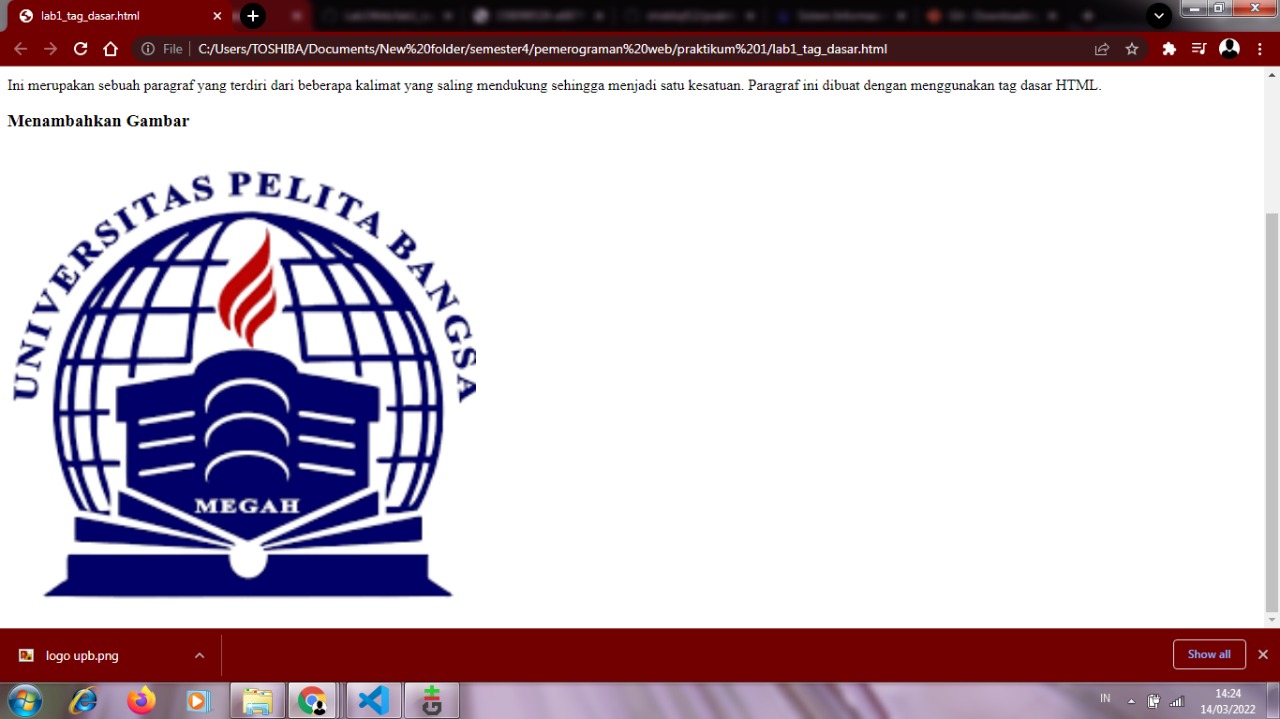 lab1_tag_dasar.html
File
C:/Users/TOSHIBA/Documents/New%20folder/semester4/pemerograman%20web/praktikum%201/lab1_tag_dasar.html
Ini merupakan sebuah paragraf yang terdiri dari beberapa kalimat yang saling mendukung sehingga menjadi satu kesatuan. Paragraf ini dibuat dengan menggunakan tag dasar HTML.
Menambahkan Gambar
UNIVERSITAS PELITA BANGSA
MEGAH
logo upb.png
Show all
IN
14:24
14/03/2022